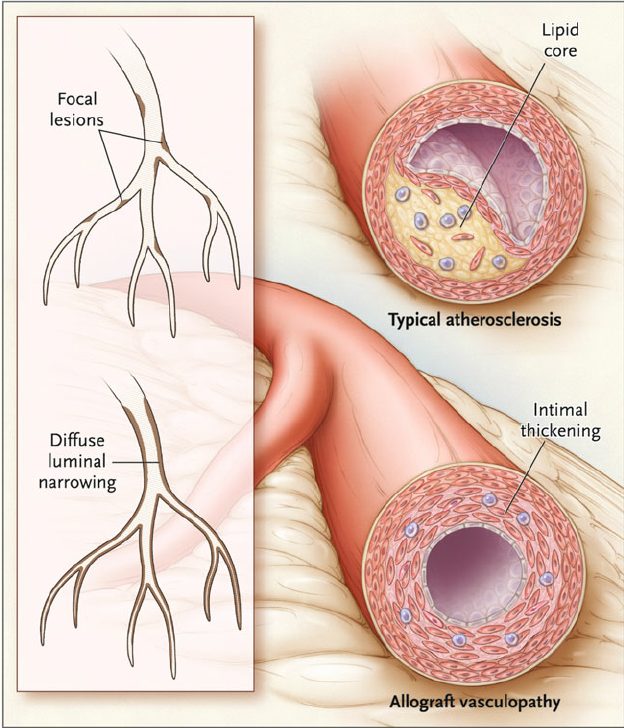 Focal
lesions
Lipid
core
Typical atherosclerosis
Diffuse
luminal
narrowing
Intimal
thickening
Allograft vasculopathy